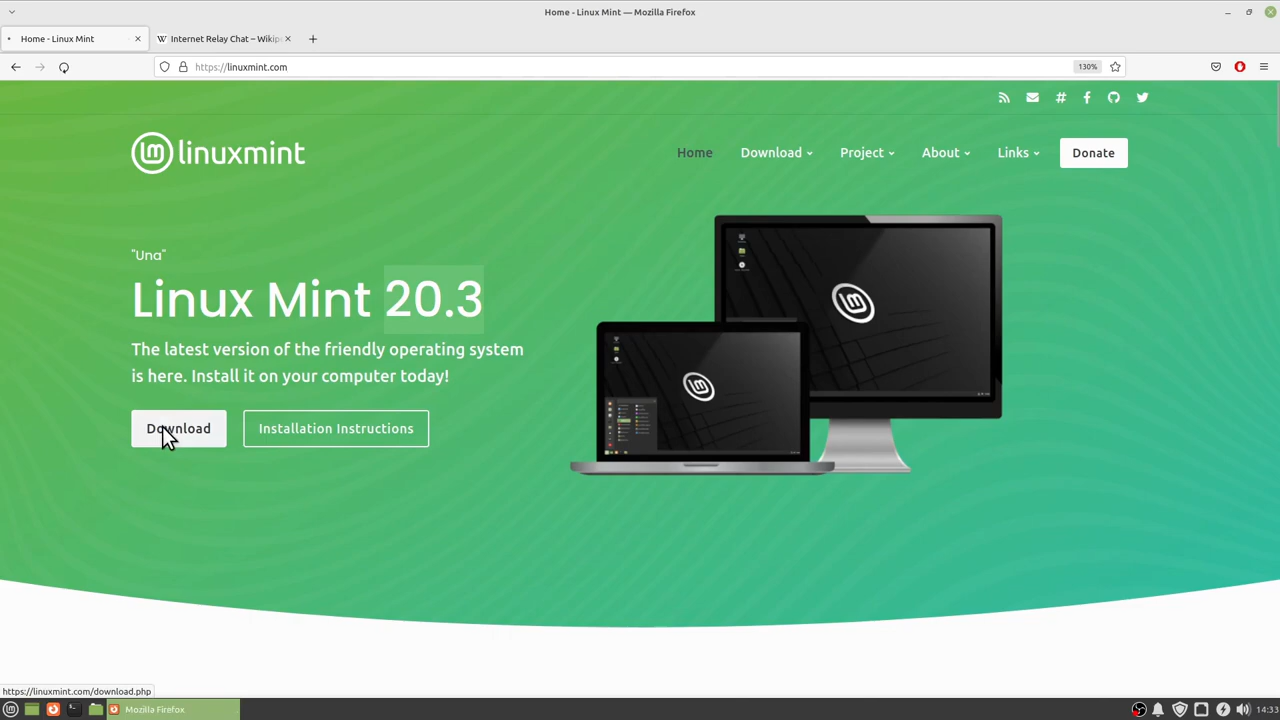 Home - Linux Mint — Mozilla Firefox
Home - Linux Mint
Internet Relay Chat – Wikip
https://linuxmint.com
130%
linuxmint
Home
Download
Project
About
Links
Donate
"Una"
Linux Mint 20.3
The latest version of the friendly operating system
is here. Install it on your computer today!
Download
Installation Instructions
https://linuxmint.com/download.php
Mozilla Firefox
14:33